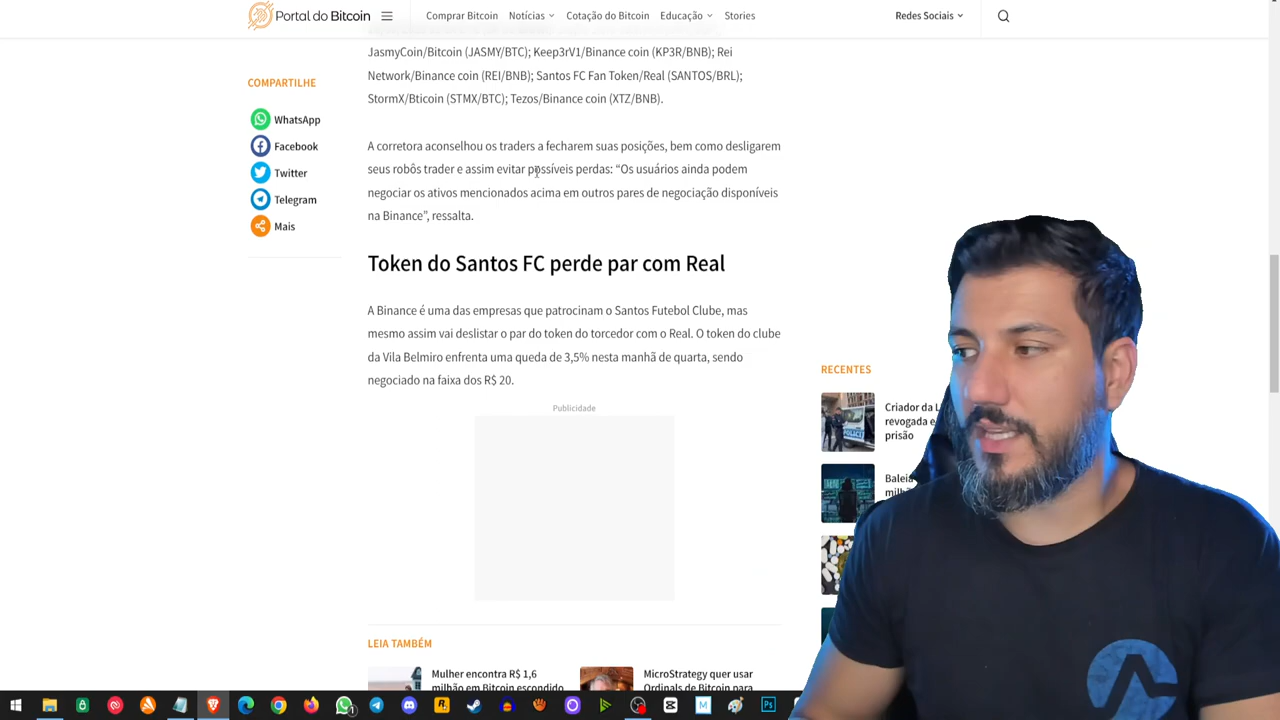 Portal do Bitcoin
Comprar Bitcoin
Notícias
Cotação do Bitcoin
Educação
Stories
Redes Sociais
COMPARTILHE
WhatsApp
Facebook
Twitter
Telegram
Mais
JasmyCoin/Bitcoin (JASMY/BTC); Keep3rV1/Binance coin (KP3R/BNB); Rei
Network/Binance coin (REI/BNB); Santos FC Fan Token/Real (SANTOS/BRL);
StormX/Bticoin (STMX/BTC); Tezos/Binance coin (XTZ/BNB).
A corretora aconselhou os traders a fecharem suas posições, bem como desligarem
seus robôs trader e assim evitar possíveis perdas: “Os usuários ainda podem
negociar os ativos mencionados acima em outros pares de negociação disponíveis
na Binance”, ressalta.
Token do Santos FC perde par com Real
A Binance é uma das empresas que patrocinam o Santos Futebol Clube, mas
mesmo assim vai deslistar o par do token do torcedor com o Real. O token do clube
da Vila Belmiro enfrenta uma queda de 3,5% nesta manhã de quarta, sendo
negociado na faixa dos R$ 20.
Publicidade
LEIA TAMBÉM
Mulher encontra R$ 1,6
milhão em Bitcoin escondido
MicroStrategy quer usar
Ordinals de Bitcoin para
RECENTES
Criador da
revogada e
prisão
Baleia